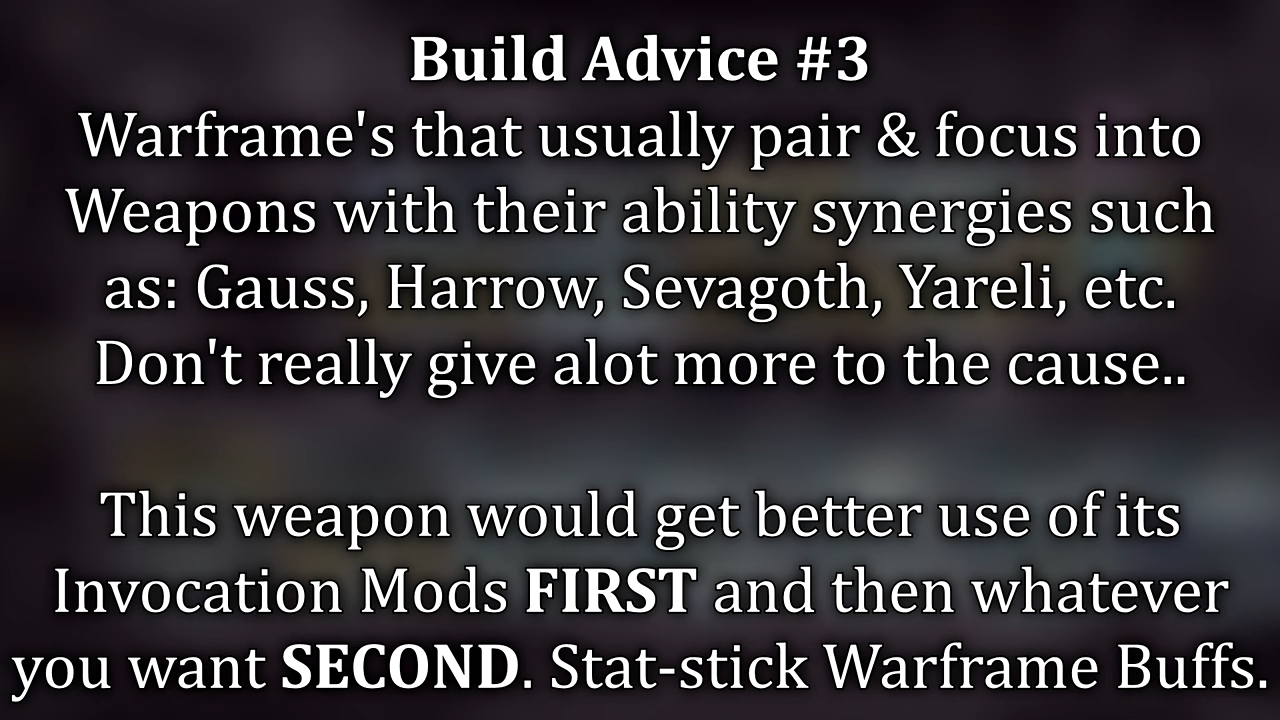 Build Advice #3
Warframe's that usually pair & focus into
Weapons with their ability synergies such
as: Gauss, Harrow, Sevagoth, Yareli, etc.
Don't really give alot more to the cause..
This weapon would get better use of its
Invocation Mods FIRST and then whatever
you want SECOND. Stat-stick Warframe Buffs.